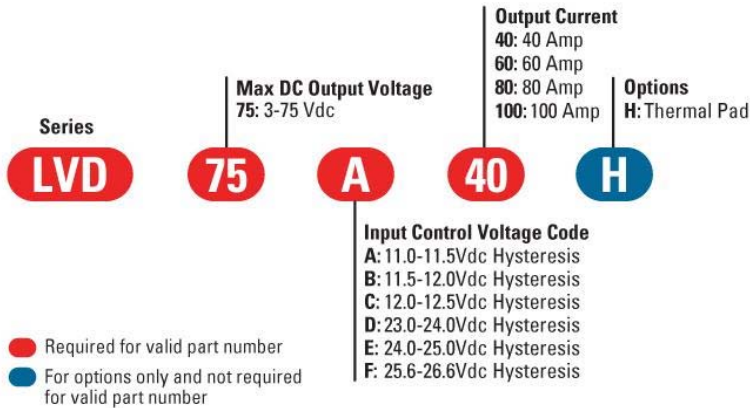 Output Current
40: 40 Amp
60: 60 Amp
80: 80 Amp
100: 100 Amp
Max DC Output Voltage
75: 3-75 Vdc
Options
H: Thermal Pad
Series
LVD
75
A
40
H
Input Control Voltage Code
A: 11.0-11.5Vdc Hysteresis
B: 11.5-12.0Vdc Hysteresis
C: 12.0-12.5Vdc Hysteresis
D: 23.0-24.0Vdc Hysteresis
E: 24.0-25.0Vdc Hysteresis
F: 25.6-26.6Vdc Hysteresis
Required for valid part number
For options only and not required
for valid part number